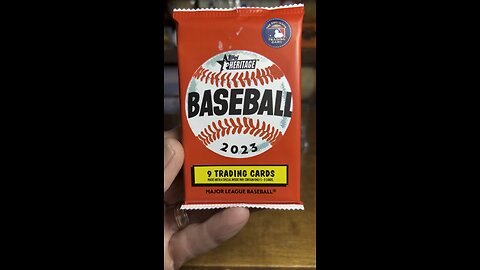 Topps
HERITAGE
BASEBALL
2023
9 TRADING CARDS
MAJOR LEAGUE BASEBALL®